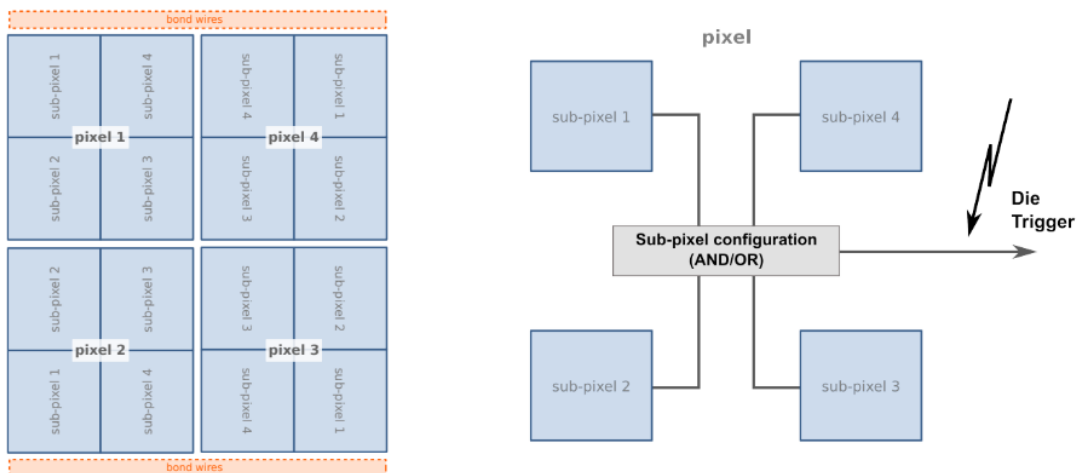 bond wires
sub-pixel 1
sub-pixel 4
sub-pixel 4
sub-pixel 1
pixel 1
pixel 4
sub-pixel 2
sub-pixel 3
sub-pixel 3
sub-pixel 2
sub-pixel 2
sub-pixel 3
sub-pixel 3
sub-pixel 2
pixel 2
pixel 3
sub-pixel 1
sub-pixel 4
sub-pixel 4
sub-pixel 1
bond wires
pixel
sub-pixel 1
sub-pixel 4
Die
Trigger
Sub-pixel configuration
(AND/OR)
sub-pixel 2
sub-pixel 3